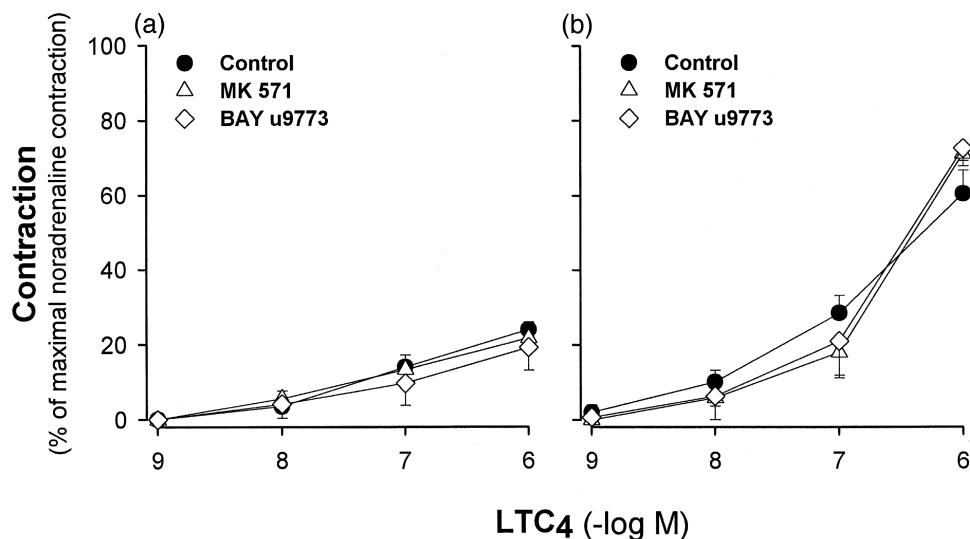 (a)
(b)
Control
MK 571
BAY u9773
Control
MK 571
BAY u9773
100
80
60
40
20
0
Contraction
(% of maximal noradrenaline contraction)
9 8 7 6
9 8 7 6
LTC4 (-log M)